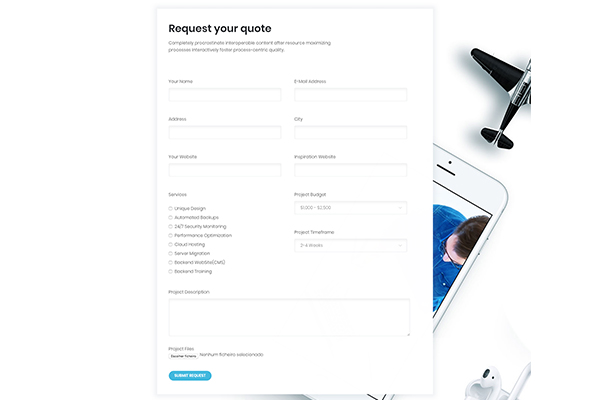 Request your quote
Completely procrastinate interoperable content after resource maximizing
processes interactively faster process-centric quality.
Your Name
E-Mail Address
Address
City
Your Website
Inspiration Website
Services
Unique Design
Automated Backups
24/7 Security Monitoring
Performance Optimization
Cloud Hosting
Server Migration
Backend WebSite(CMS)
Backend Training
Project Budget
$1,000 - $2,500
Project Timeframe
2-4 Weeks
Project Description
Project Files
Escolher ficheiro Nenhum ficheiro selecionado
SUBMIT REQUEST